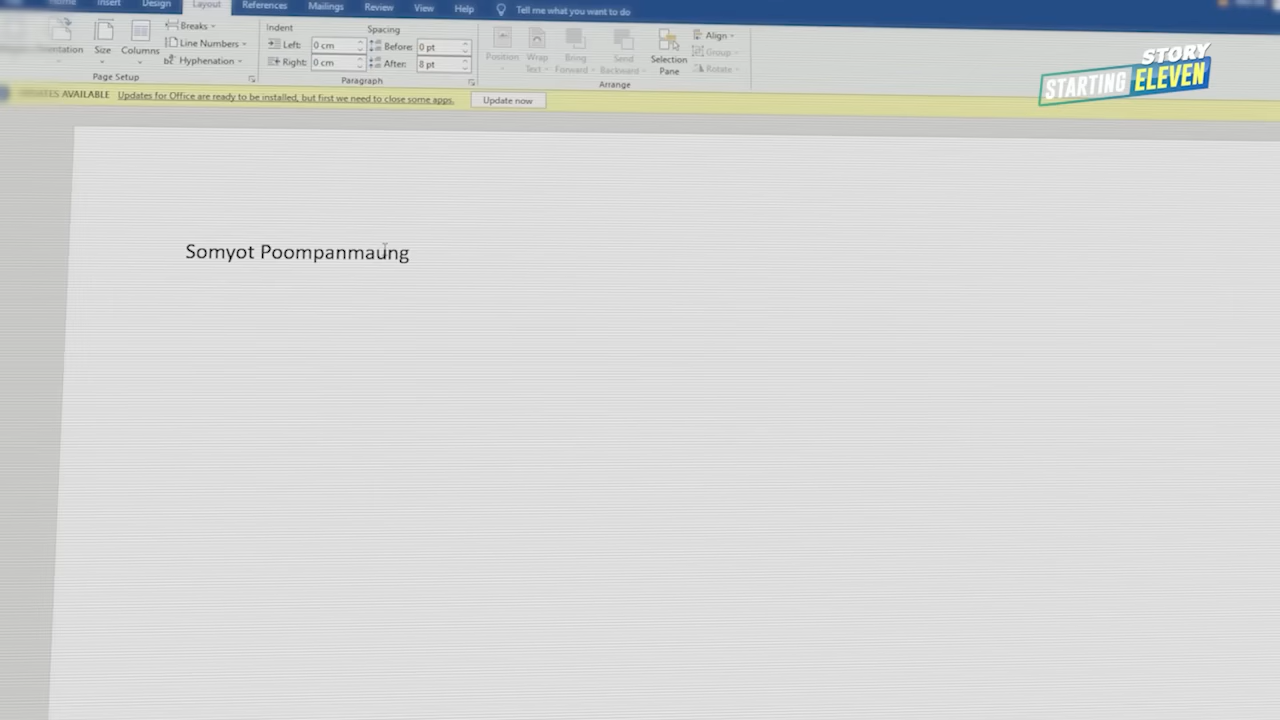 Insert Design Layout References Mailings Review View Help Tell me what you want to do
Size
Columns
Breaks
Line Numbers
Hyphenation
Page Setup
Indent
Left: 0 cm
Right: 0 cm
Spacing
Before: 0 pt
After: 8 pt
Paragraph
Position
Wrap Text
Bring Forward
Send Backward
Selection Pane
Align
Group
Rotate
Arrange
STORY
STARTING ELEVEN
AVAILABLE Updates for Office are ready to be installed, but first we need to close some apps. Update now
Somyot Poompanmaung